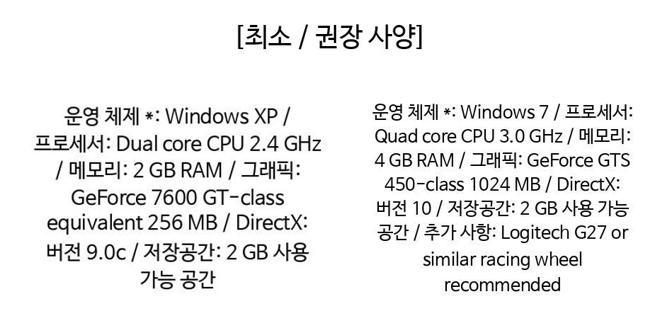 [최소 / 권장 사양]
운영 체제 *: Windows XP /
프로세서: Dual core CPU 2.4 GHz
/ 메모리: 2 GB RAM / 그래픽:
GeForce 7600 GT-class
equivalent 256 MB / DirectX:
버전 9.0c / 저장공간: 2 GB 사용
가능 공간
운영 체제 *: Windows 7 / 프로세서:
Quad core CPU 3.0 GHz / 메모리:
4 GB RAM / 그래픽: GeForce GTS
450-class 1024 MB / DirectX:
버전 10 / 저장공간: 2 GB 사용 가능
공간 / 추가 사항: Logitech G27 or
similar racing wheel
recommended